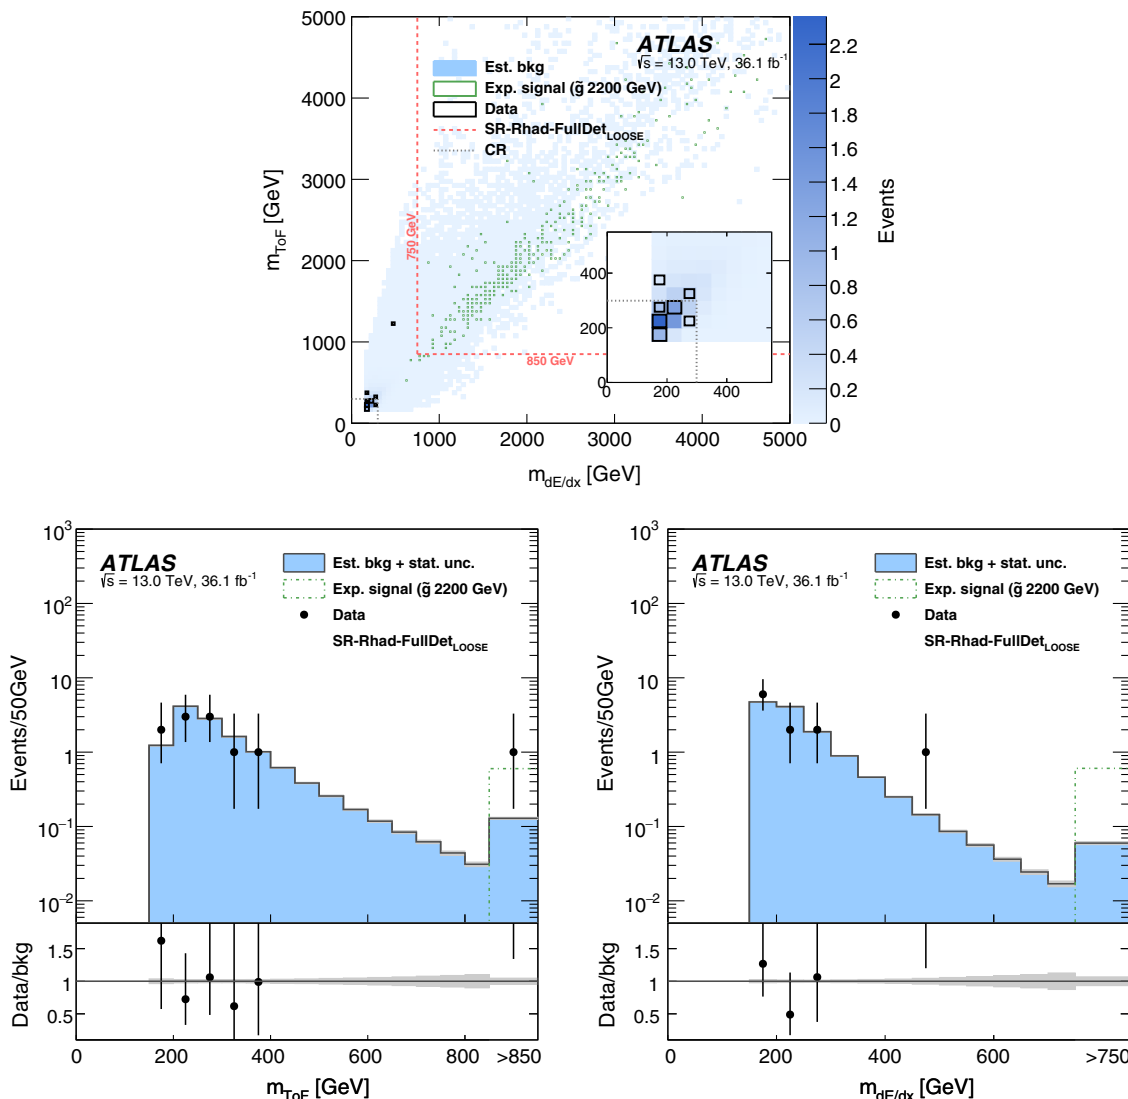 5000
4000
3000
2000
1000
0
m_ToF [GeV]
ATLAS
√s = 13.0 TeV, 36.1 fb⁻¹
Est. bkg
Exp. signal (g̃ 2200 GeV)
Data
SR-Rhad-FullDet_LOOSE
CR
750 GeV
850 GeV
400
200
0
0 200 400
0 1000 2000 3000 4000 5000
m_dE/dx [GeV]
2.2
2
1.8
1.6
1.4
1.2
1
0.8
0.6
0.4
0.2
0
Events
10³
10²
10
1
10⁻¹
10⁻²
Events/50GeV
ATLAS
√s = 13.0 TeV, 36.1 fb⁻¹
Est. bkg + stat. unc.
Exp. signal (g̃ 2200 GeV)
Data
SR-Rhad-FullDet_LOOSE
1.5
1
0.5
Data/bkg
0 200 400 600 800 >850
m_ToF [GeV]
10³
10²
10
1
10⁻¹
10⁻²
Events/50GeV
ATLAS
√s = 13.0 TeV, 36.1 fb⁻¹
Est. bkg + stat. unc.
Exp. signal (g̃ 2200 GeV)
Data
SR-Rhad-FullDet_LOOSE
1.5
1
0.5
Data/bkg
0 200 400 600 >750
m_dE/dx [GeV]